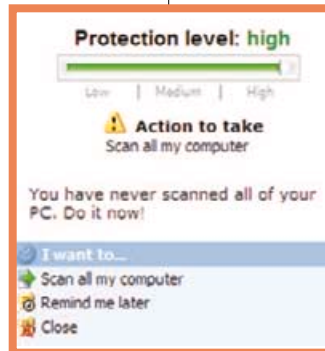 Protection level: high
Low | Medium | High
Action to take
Scan all my computer
You have never scanned all of your
PC. Do it now!
I want to...
Scan all my computer
Remind me later
Close